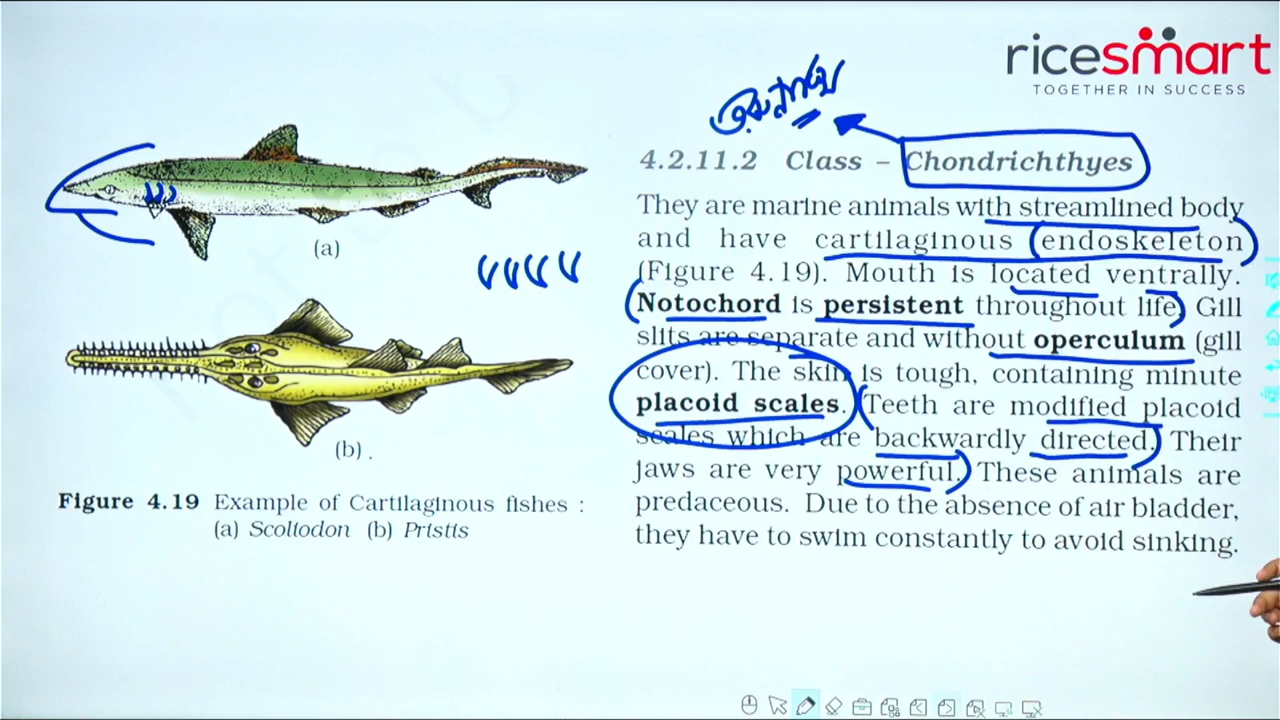 ricesmart
TOGETHER IN SUCCESS
4.2.11.2 Class – Chondrichthyes
They are marine animals with streamlined body
and have cartilaginous endoskeleton
(Figure 4.19). Mouth is located ventrally.
Notochord is persistent throughout life. Gill
slits are separate and without operculum (gill
cover). The skin is tough, containing minute
placoid scales. Teeth are modified placoid
scales which are backwardly directed. Their
jaws are very powerful. These animals are
predaceous. Due to the absence of air bladder,
they have to swim constantly to avoid sinking.
(a)
(b) .
Figure 4.19 Example of Cartilaginous fishes :
(a) Scoliodon (b) Pristis